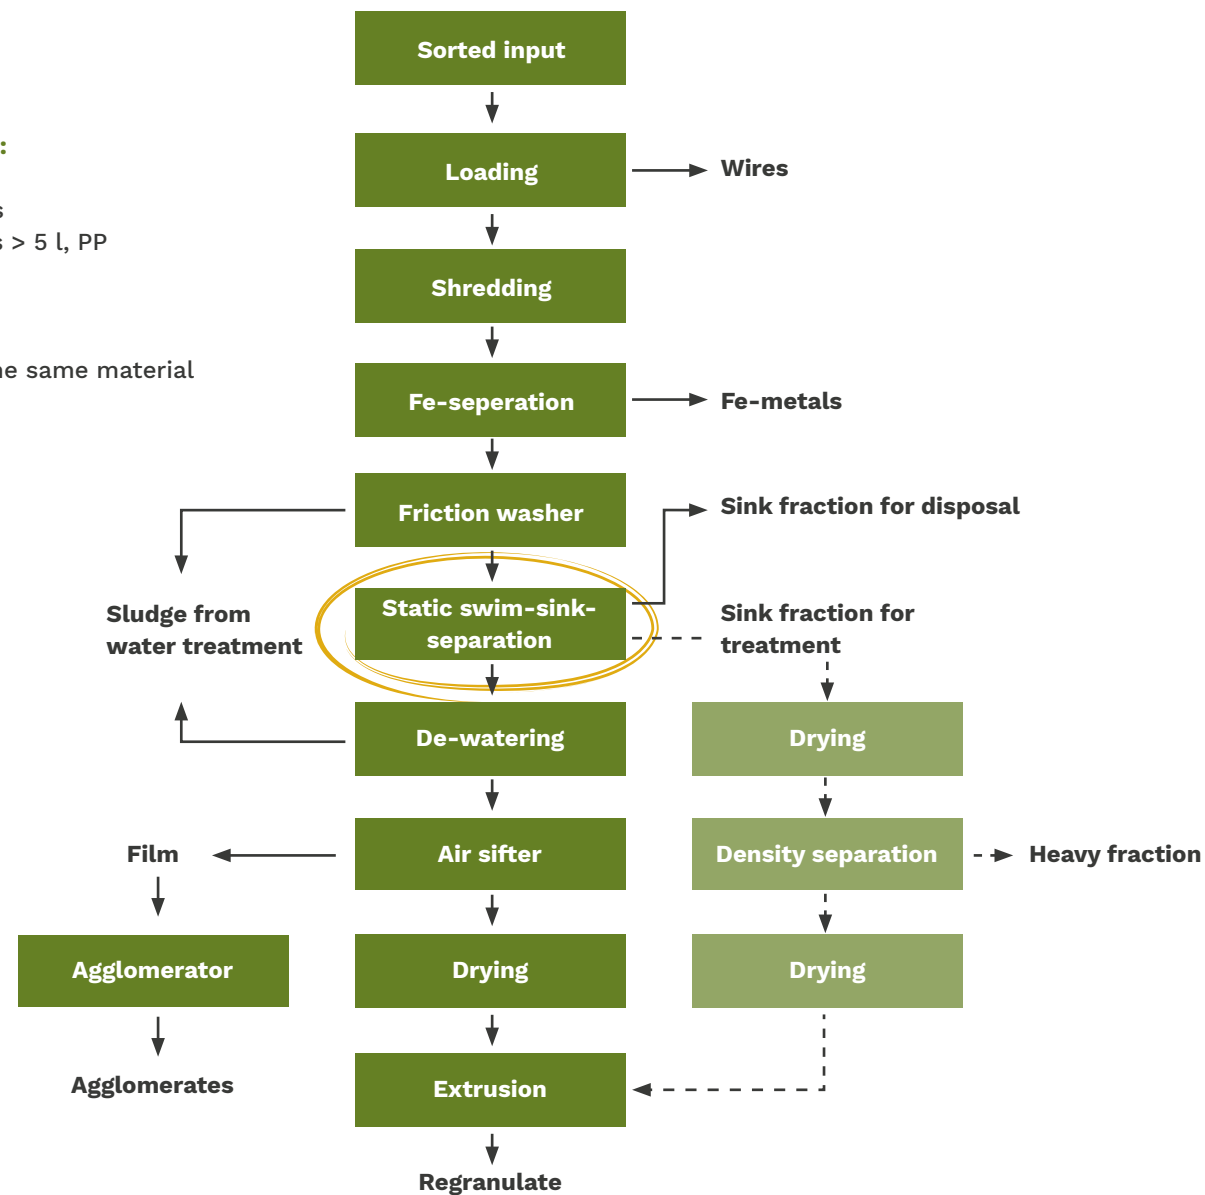 Sorted input
:
Loading
Wires
s
s > 5 l, PP
Shredding
ne same material
Fe-seperation
Fe-metals
Friction washer
Sink fraction for disposal
Static swim-sink-
separation
Sludge from
water treatment
Sink fraction for
treatment
De-watering
Drying
Film
Air sifter
Density separation
Heavy fraction
Agglomerator
Drying
Drying
Agglomerates
Extrusion
Regranulate